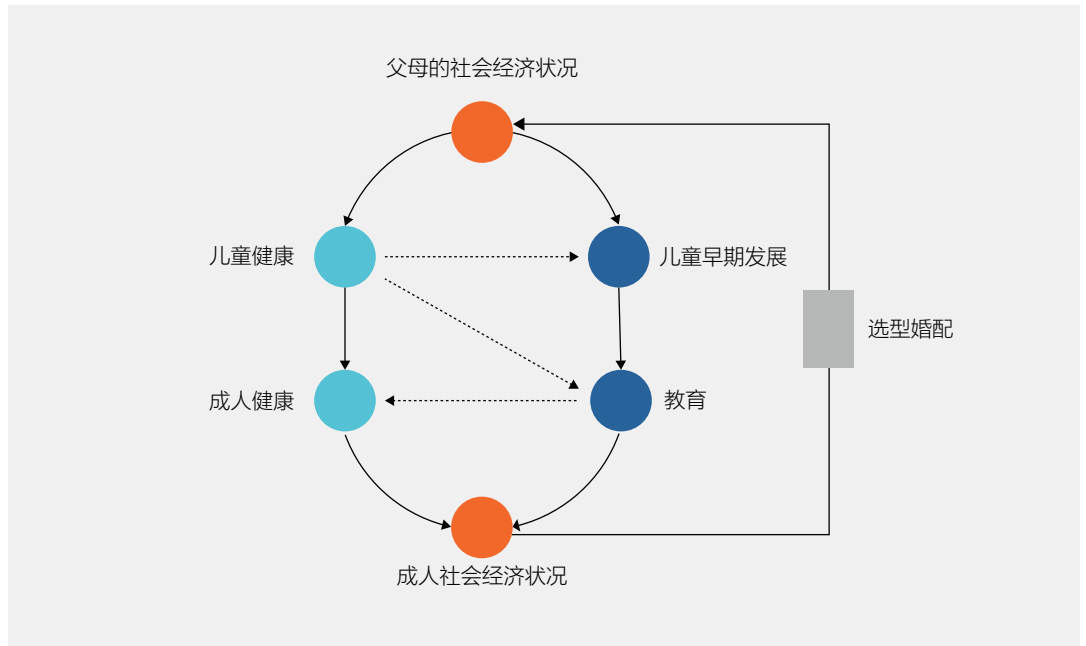 父母的社会经济状况
儿童健康
儿童早期发展
选型婚配
成人健康
教育
成人社会经济状况